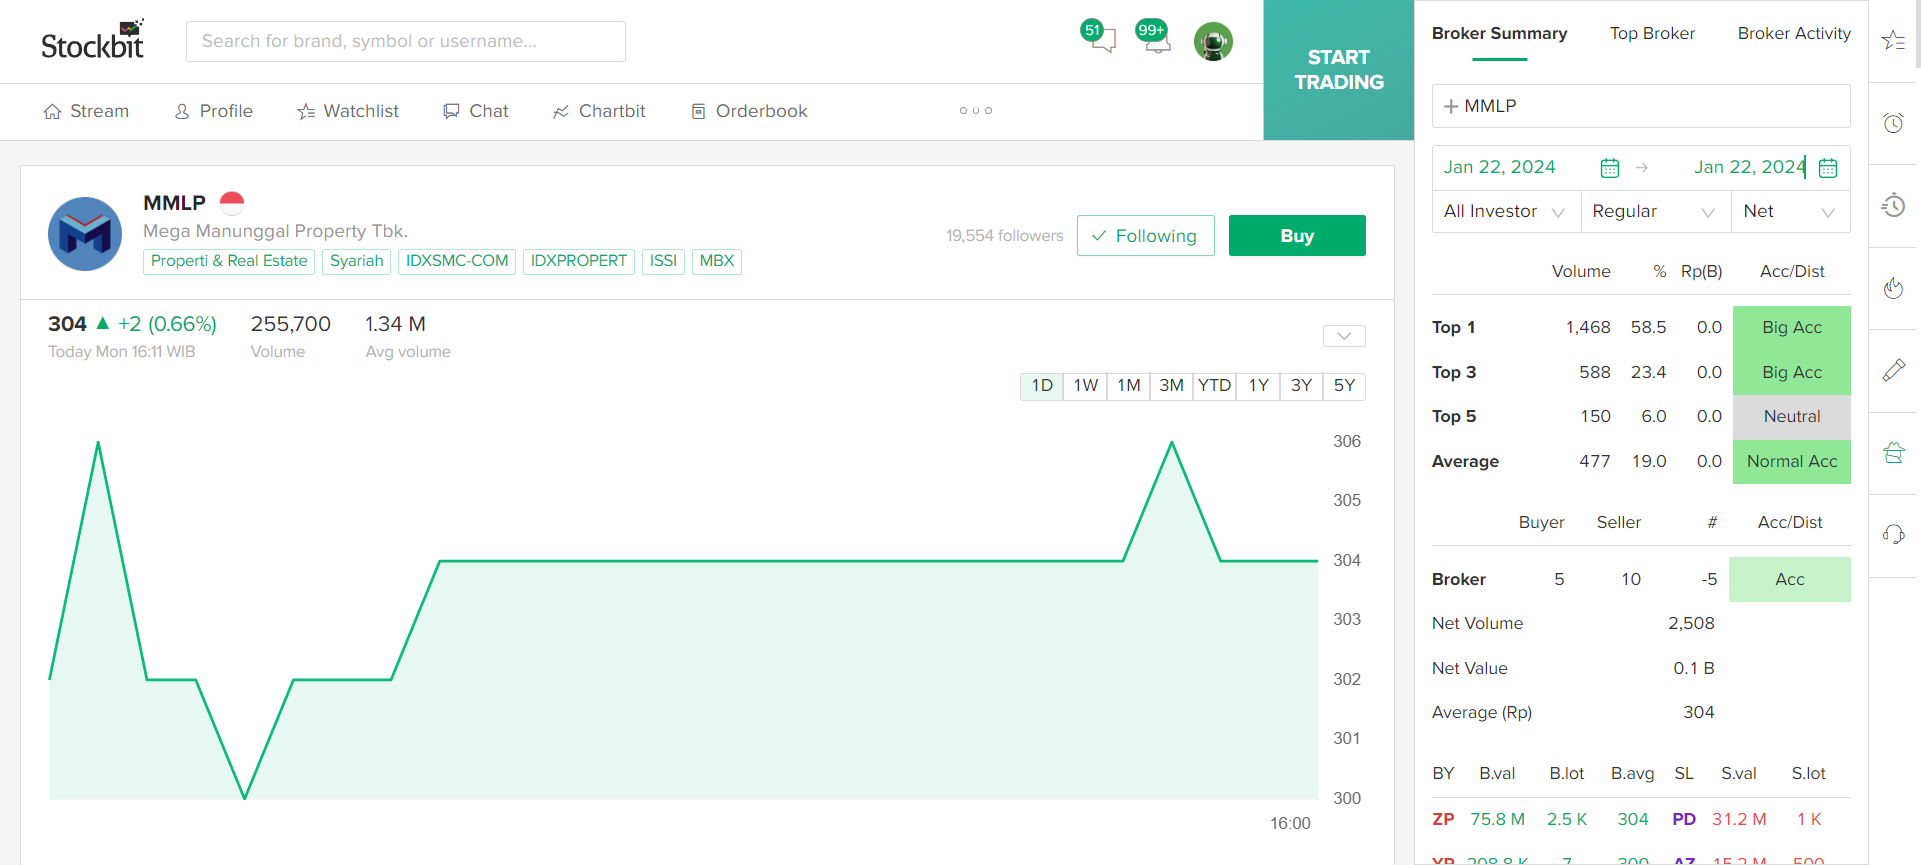 Stockbit
Search for brand, symbol or username...
51
99+
START
TRADING
Stream
Profile
Watchlist
Chat
Chartbit
Orderbook
MMLP
Mega Manunggal Property Tbk.
Properti & Real Estate
Syariah
IDXSMC-COM
IDXPROPERT
ISSI
MBX
19,554 followers
Following
Buy
304 ▲ +2 (0.66%)
255,700
1.34 M
Today Mon 16:11 WIB
Volume
Avg volume
1D 1W 1M 3M YTD 1Y 3Y 5Y
306
305
304
303
302
301
300
16:00
Broker Summary
Top Broker
Broker Activity
+ MMLP
Jan 22, 2024 → Jan 22, 2024
All Investor
Regular
Net
Volume % Rp(B) Acc/Dist
Top 1 1,468 58.5 0.0 Big Acc
Top 3 588 23.4 0.0 Big Acc
Top 5 150 6.0 0.0 Neutral
Average 477 19.0 0.0 Normal Acc
Buyer Seller # Acc/Dist
Broker 5 10 -5 Acc
Net Volume 2,508
Net Value 0.1 B
Average (Rp) 304
BY B.val B.lot B.avg SL S.val S.lot
ZP 75.8 M 2.5 K 304 PD 31.2 M 1 K